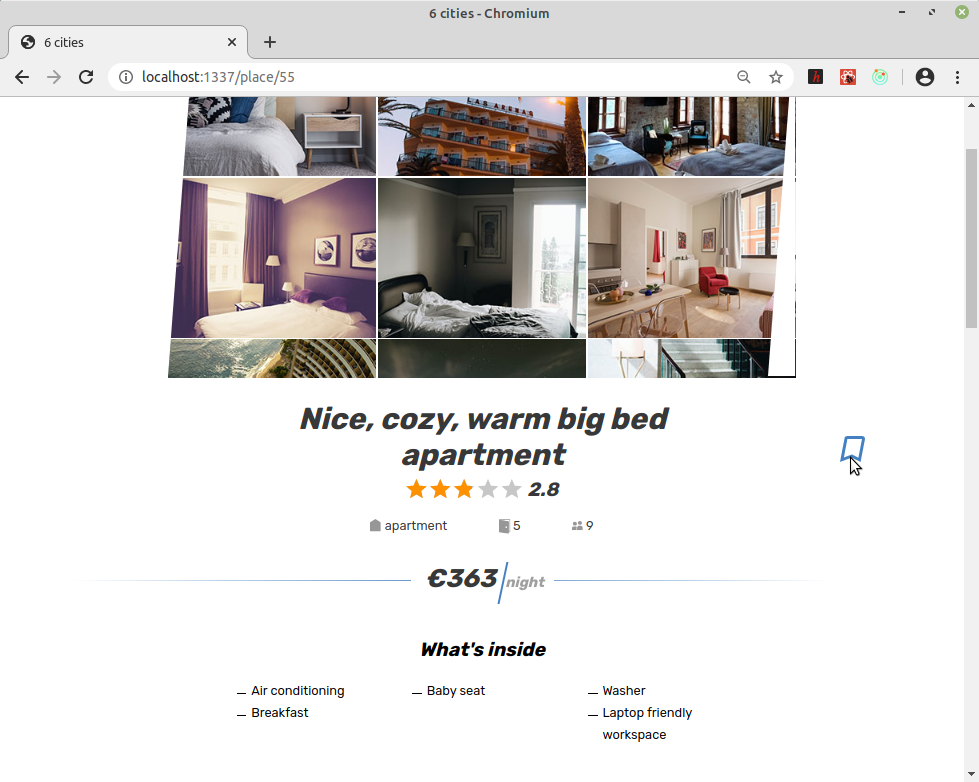 6 cities - Chromium
6 cities
localhost:1337/place/55
Nice, cozy, warm big bed
apartment
2.8
apartment
5
9
€363
night
What's inside
Air conditioning
Baby seat
Washer
Breakfast
Laptop friendly
workspace